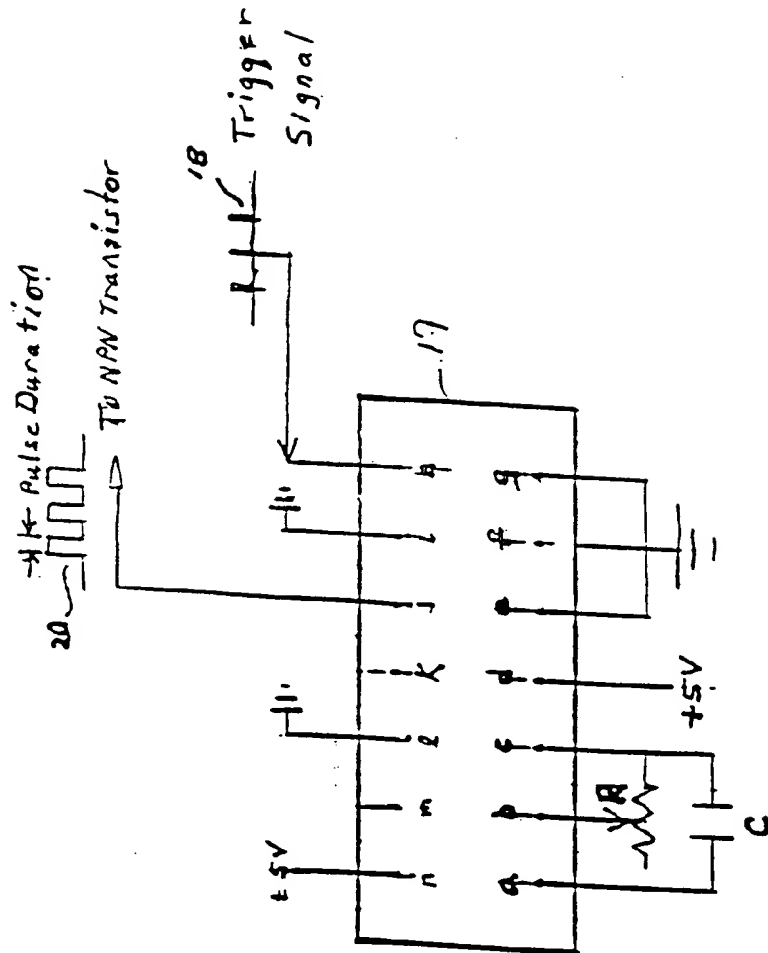 20
Pulse Duration
To NPN Transistor
18
Trigger
Signal
17
+5V
n
m
l
K
j
i
h
a
b
c
d
e
f
g
R
C
+5V